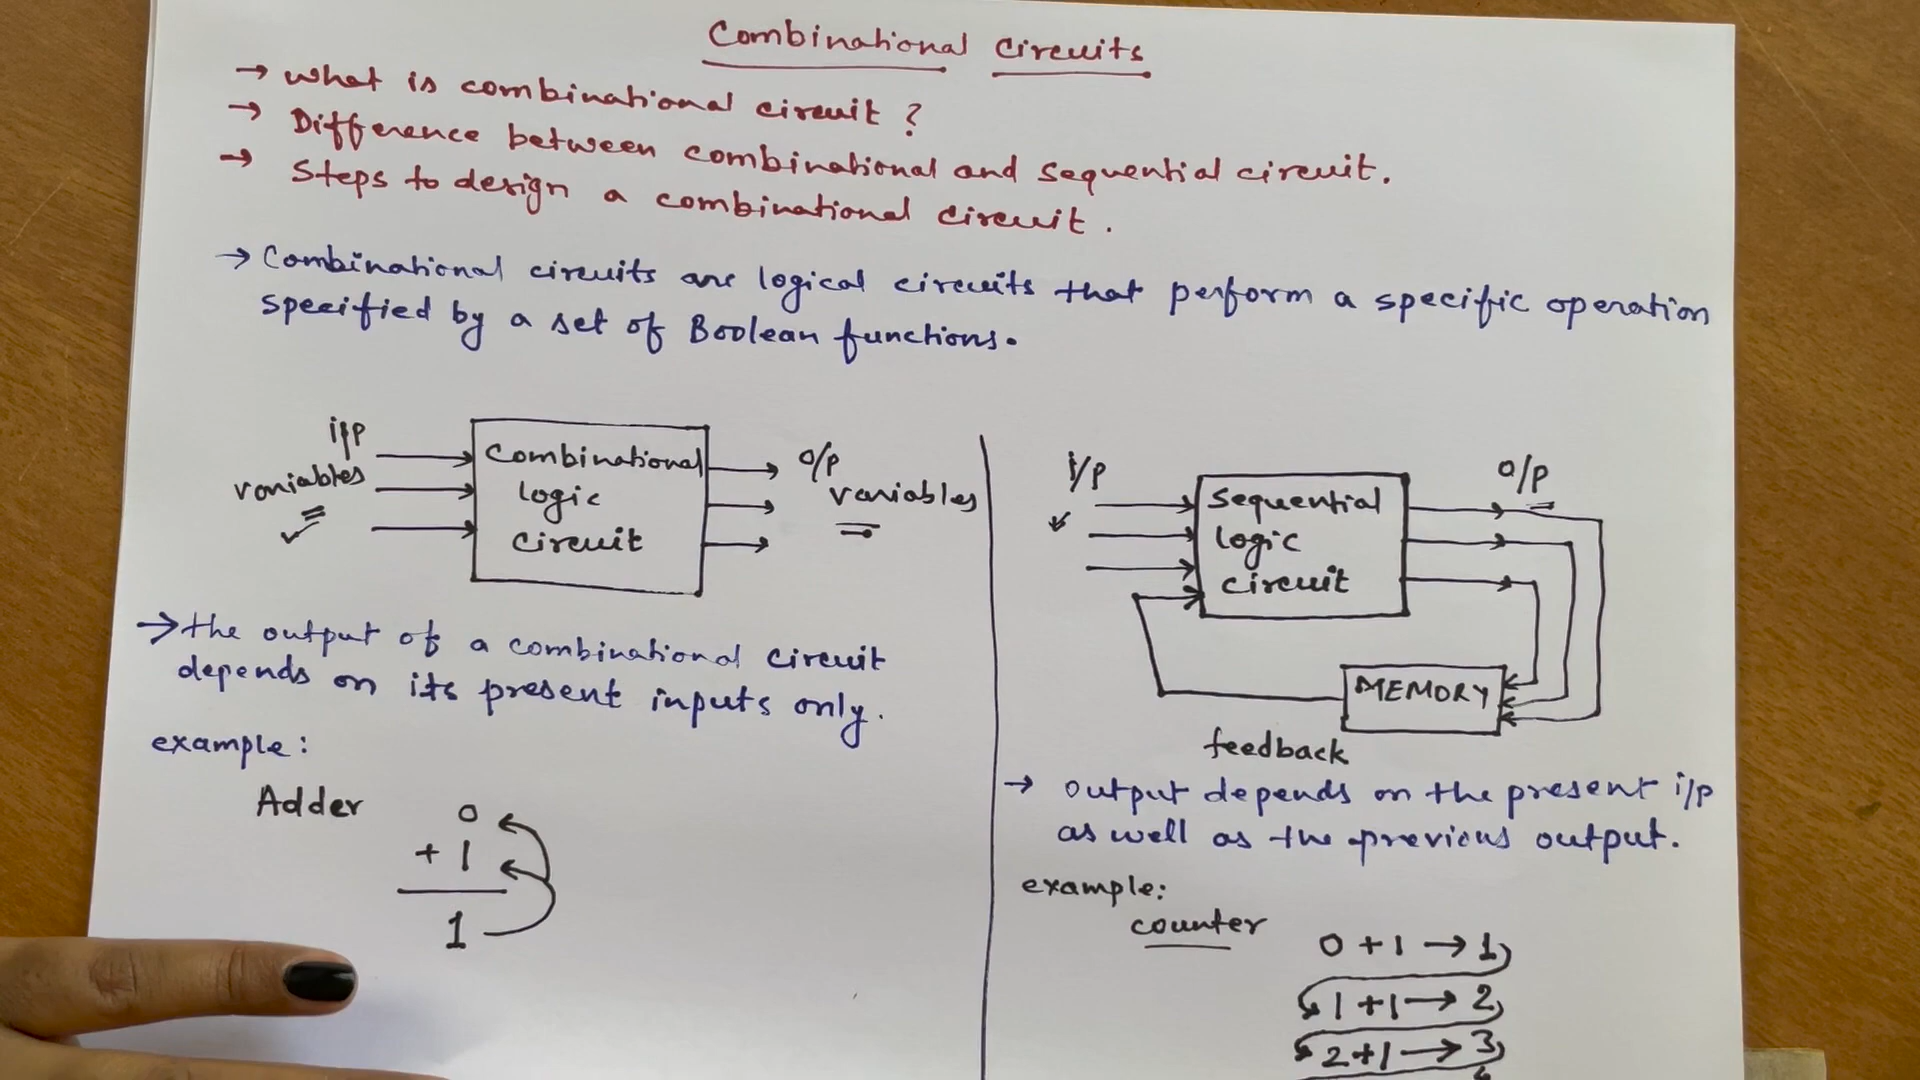 Combinational Circuits
→ What is combinational circuit ?
→ Difference between combinational and sequential circuit.
→ Steps to design a combinational circuit.
→ Combinational circuits are logical circuits that perform a specific operation
specified by a set of Boolean functions.
i/p
variables
Combinational
logic
circuit
o/p
variables
→ the output of a combinational circuit
depends on its present inputs only.
example:
Adder
0
+ 1
1
i/p
Sequential
logic
circuit
o/p
MEMORY
feedback
→ output depends on the present i/p
as well as the previous output.
example:
counter
0 + 1 → 1
1 + 1 → 2
2 + 1 → 3